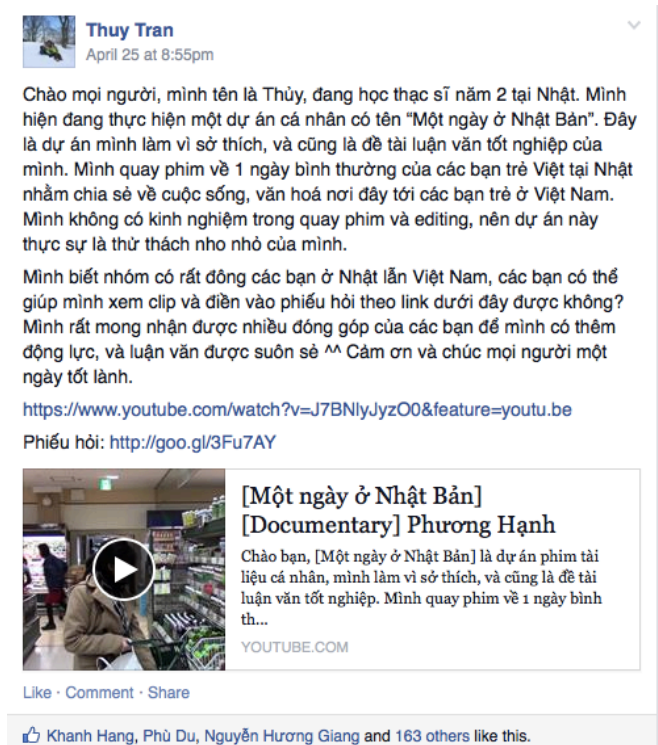 Thuy Tran
April 25 at 8:55pm
Chào mọi người, mình tên là Thủy, đang học thạc sĩ năm 2 tại Nhật. Mình
hiện đang thực hiện một dự án cá nhân có tên “Một ngày ở Nhật Bản”. Đây
là dự án mình làm vì sở thích, và cũng là đề tài luận văn tốt nghiệp của
mình. Mình quay phim về 1 ngày bình thường của các bạn trẻ Việt tại Nhật
nhằm chia sẻ về cuộc sống, văn hoá nơi đây tới các bạn trẻ ở Việt Nam.
Mình không có kinh nghiệm trong quay phim và editing, nên dự án này
thực sự là thử thách nho nhỏ của mình.
Mình biết nhóm có rất đông các bạn ở Nhật lẫn Việt Nam, các bạn có thể
giúp mình xem clip và điền vào phiếu hỏi theo link dưới đây được không?
Mình rất mong nhận được nhiều đóng góp của các bạn để mình có thêm
động lực, và luận văn được suôn sẻ ^^ Cảm ơn và chúc mọi người một
ngày tốt lành.
https://www.youtube.com/watch?v=J7BNlyJyzO0&feature=youtu.be
Phiếu hỏi: http://goo.gl/3Fu7AY
[Một ngày ở Nhật Bản]
[Documentary] Phương Hạnh
Chào bạn, [Một ngày ở Nhật Bản] là dự án phim tài
liệu cá nhân, mình làm vì sở thích, và cũng là đề tài
luận văn tốt nghiệp. Mình quay phim về 1 ngày bình
th...
YOUTUBE.COM
Like · Comment · Share
Khanh Hang, Phù Du, Nguyễn Hương Giang and 163 others like this.